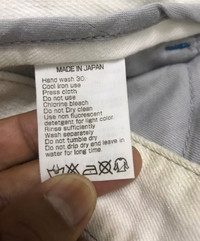 MADE IN JAPAN
Hand wash 30.
Cool iron use
Press cloth
Do not use
Chlorine bleach
Do not Dry clean
Use non fluorescent
detetgant for light color
Rinse sufficiently
Wash separately
Do not tumble dry
Do not drip dry and leave in
water for long time.